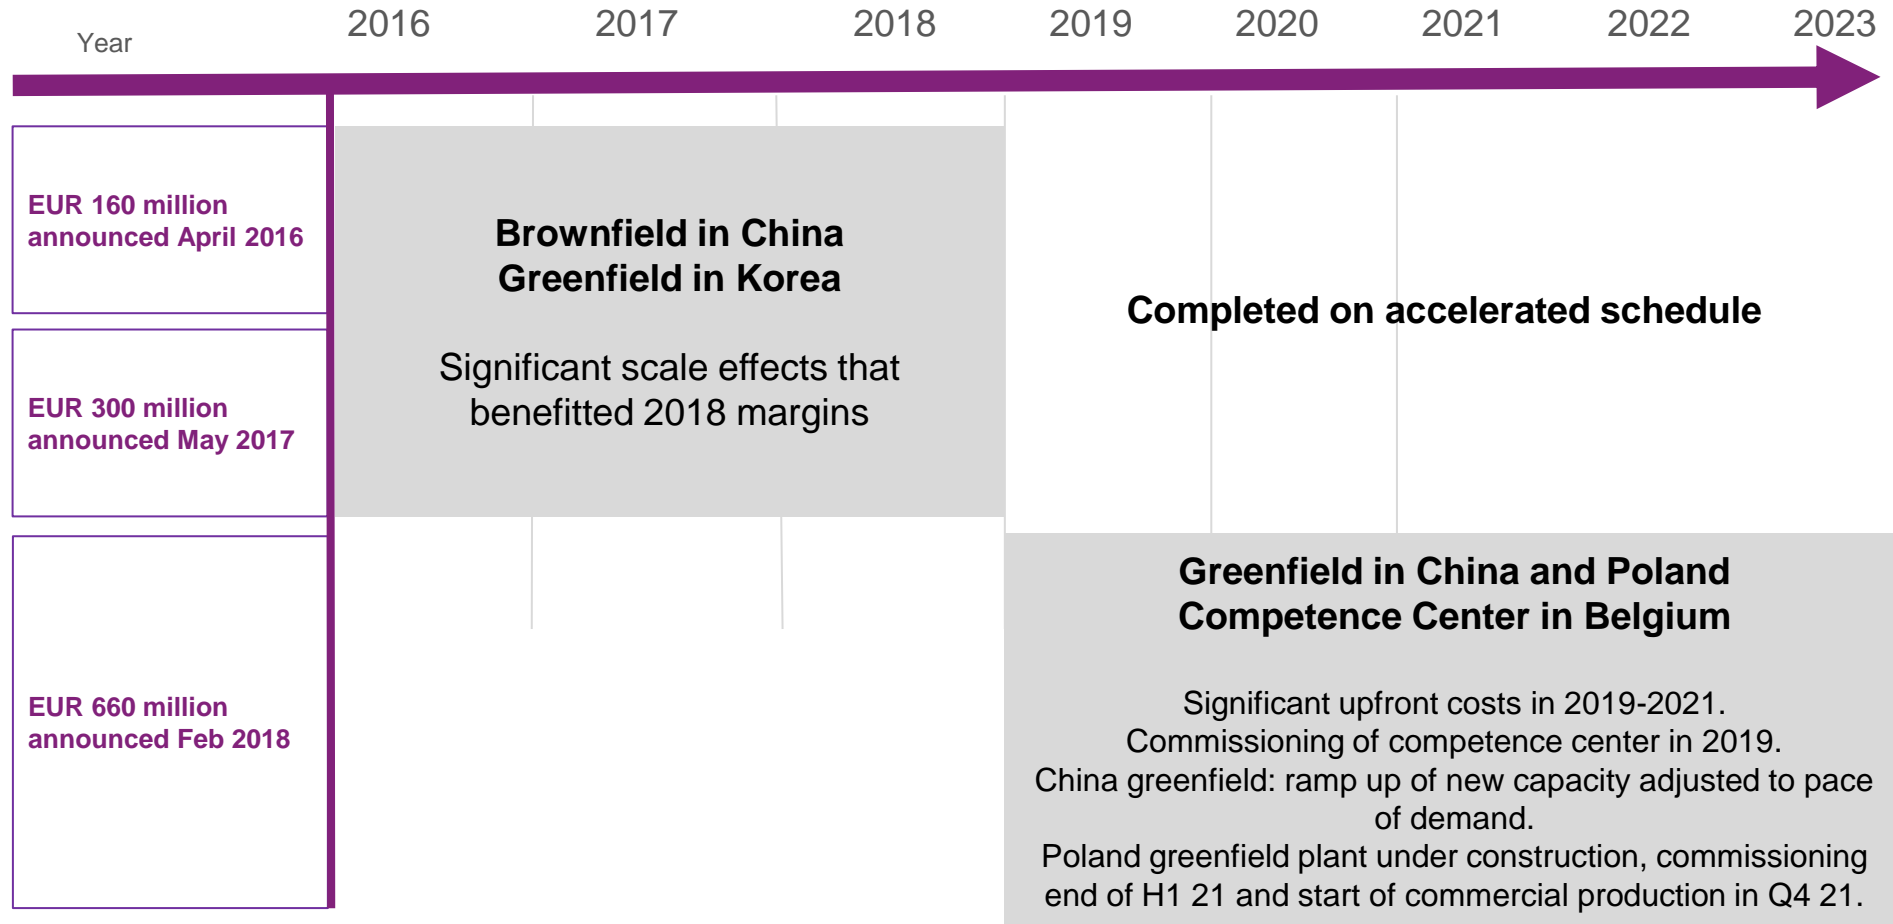 Year
2016 2017 2018 2019 2020 2021 2022 2023
EUR 160 million
announced April 2016
EUR 300 million
announced May 2017
Brownfield in China
Greenfield in Korea
Significant scale effects that
benefitted 2018 margins
Completed on accelerated schedule
EUR 660 million
announced Feb 2018
Greenfield in China and Poland
Competence Center in Belgium
Significant upfront costs in 2019-2021.
Commissioning of competence center in 2019.
China greenfield: ramp up of new capacity adjusted to pace
of demand.
Poland greenfield plant under construction, commissioning
end of H1 21 and start of commercial production in Q4 21.